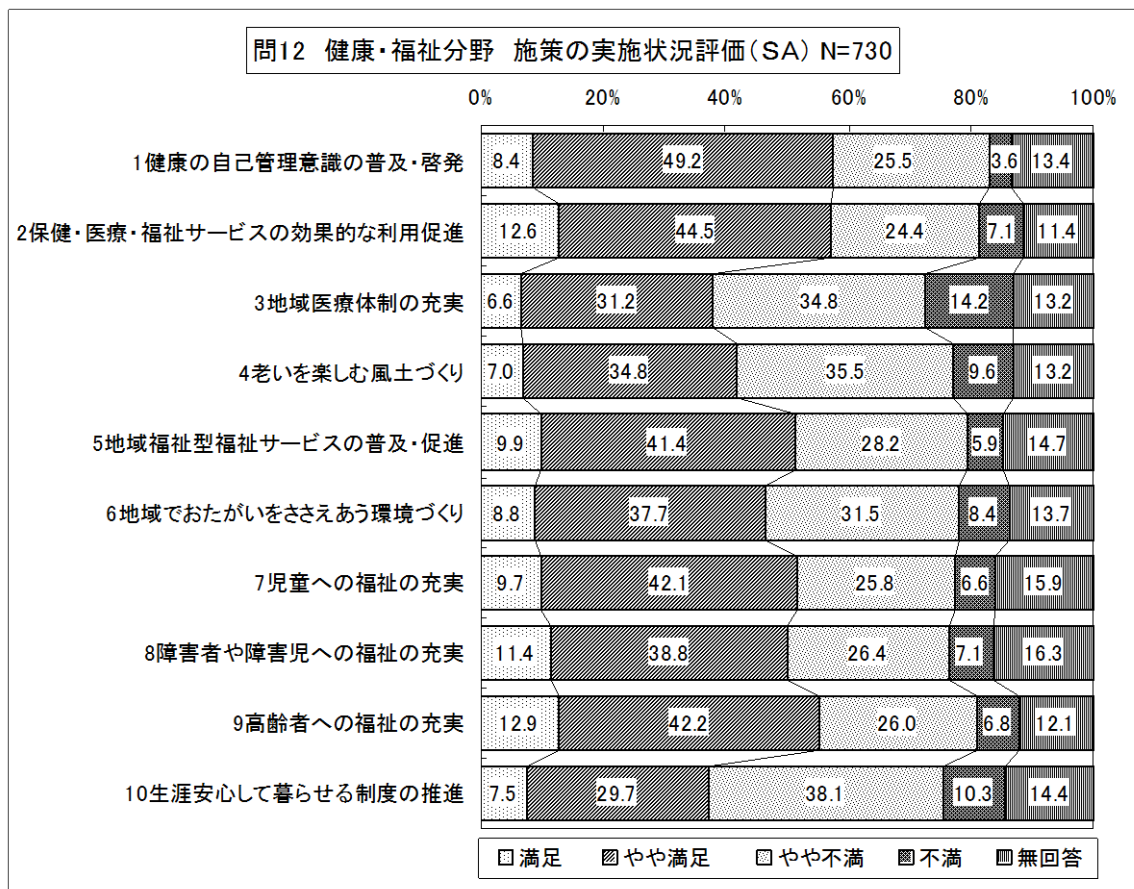 問12 健康・福祉分野 施策の実施状況評価(SA) N=730
0% 20% 40% 60% 80% 100%
1健康の自己管理意識の普及・啓発 8.4 49.2 25.5 3.6 13.4
2保健・医療・福祉サービスの効果的な利用促進 12.6 44.5 24.4 7.1 11.4
3地域医療体制の充実 6.6 31.2 34.8 14.2 13.2
4老いを楽しむ風土づくり 7.0 34.8 35.5 9.6 13.2
5地域福祉型福祉サービスの普及・促進 9.9 41.4 28.2 5.9 14.7
6地域でおたがいをささえあう環境づくり 8.8 37.7 31.5 8.4 13.7
7児童への福祉の充実 9.7 42.1 25.8 6.6 15.9
8障害者や障害児への福祉の充実 11.4 38.8 26.4 7.1 16.3
9高齢者への福祉の充実 12.9 42.2 26.0 6.8 12.1
10生涯安心して暮らせる制度の推進 7.5 29.7 38.1 10.3 14.4
満足 やや満足 やや不満 不満 無回答